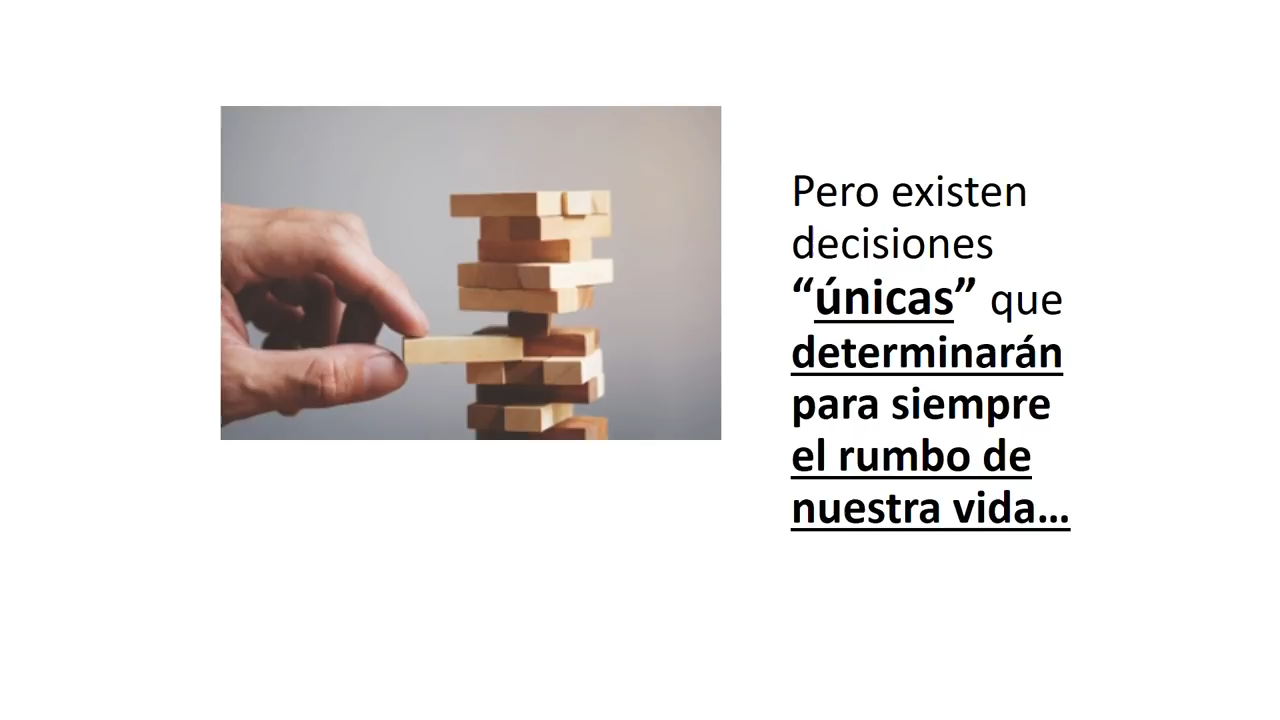 Pero existen
decisiones
“únicas” que
determinarán
para siempre
el rumbo de
nuestra vida…